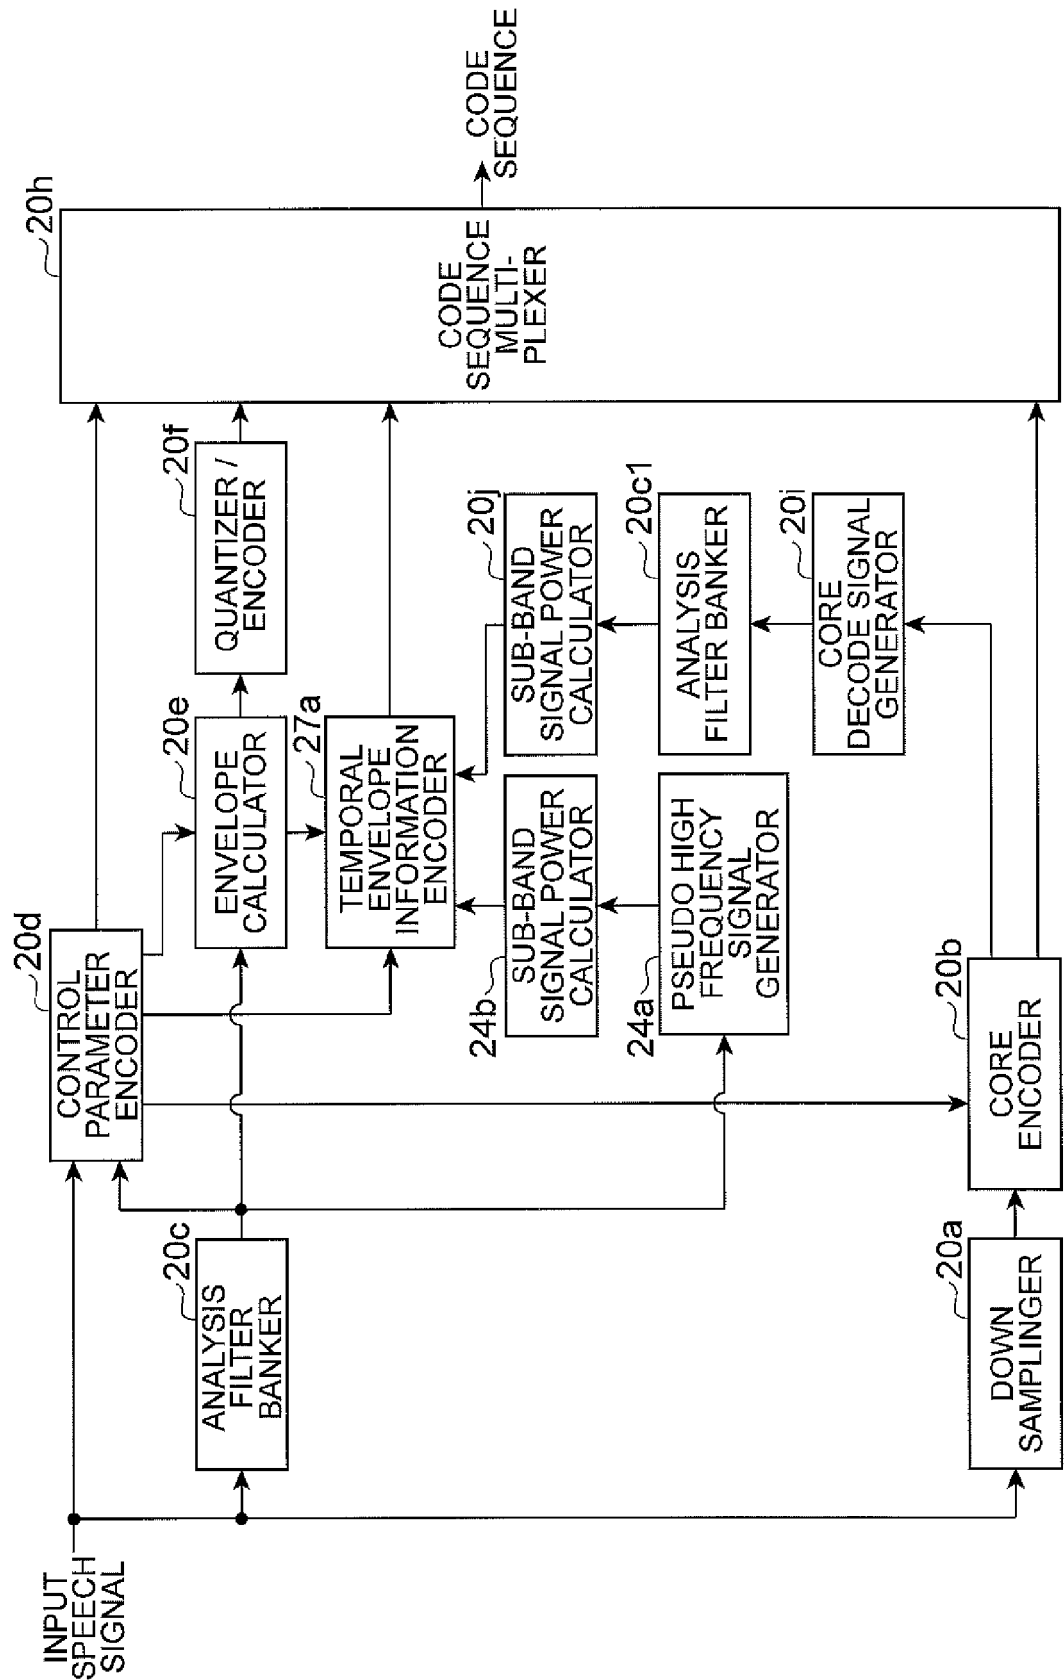 INPUT
SPEECH
SIGNAL
20d
CONTROL
PARAMETER
ENCODER
20c
ANALYSIS
FILTER
BANKER
20e
ENVELOPE
CALCULATOR
20f
QUANTIZER /
ENCODER
27a
TEMPORAL
ENVELOPE
INFORMATION
ENCODER
24b
SUB-BAND
SIGNAL POWER
CALCULATOR
20j
SUB-BAND
SIGNAL POWER
CALCULATOR
24a
PSEUDO HIGH
FREQUENCY
SIGNAL
GENERATOR
20c1
ANALYSIS
FILTER BANKER
20i
CORE
DECODE SIGNAL
GENERATOR
20a
DOWN
SAMPLINGER
20b
CORE
ENCODER
20h
CODE
SEQUENCE
MULTI-
PLEXER
CODE
SEQUENCE